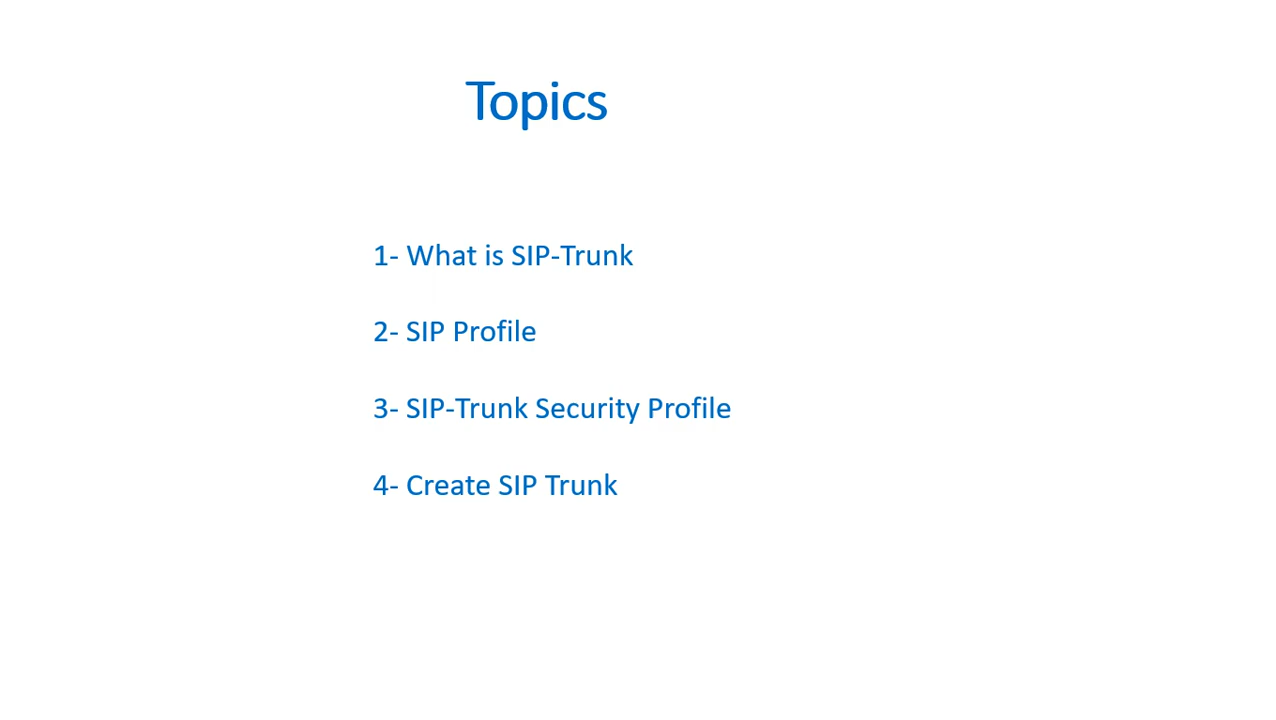 Topics
1- What is SIP-Trunk
2- SIP Profile
3- SIP-Trunk Security Profile
4- Create SIP Trunk